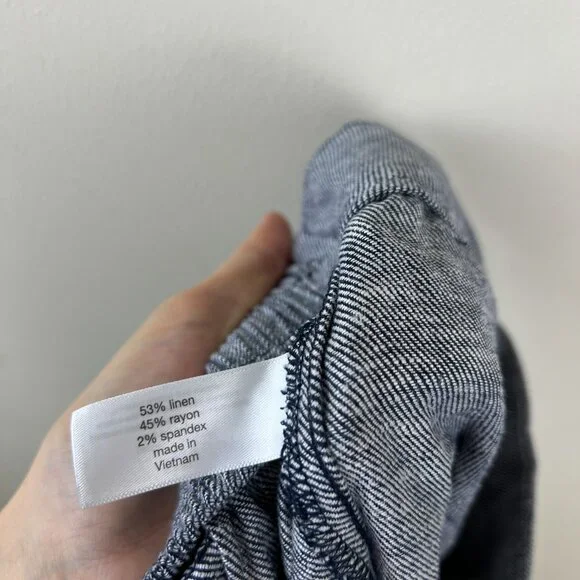 53% linen
45% rayon
2% spandex
made in
Vietnam